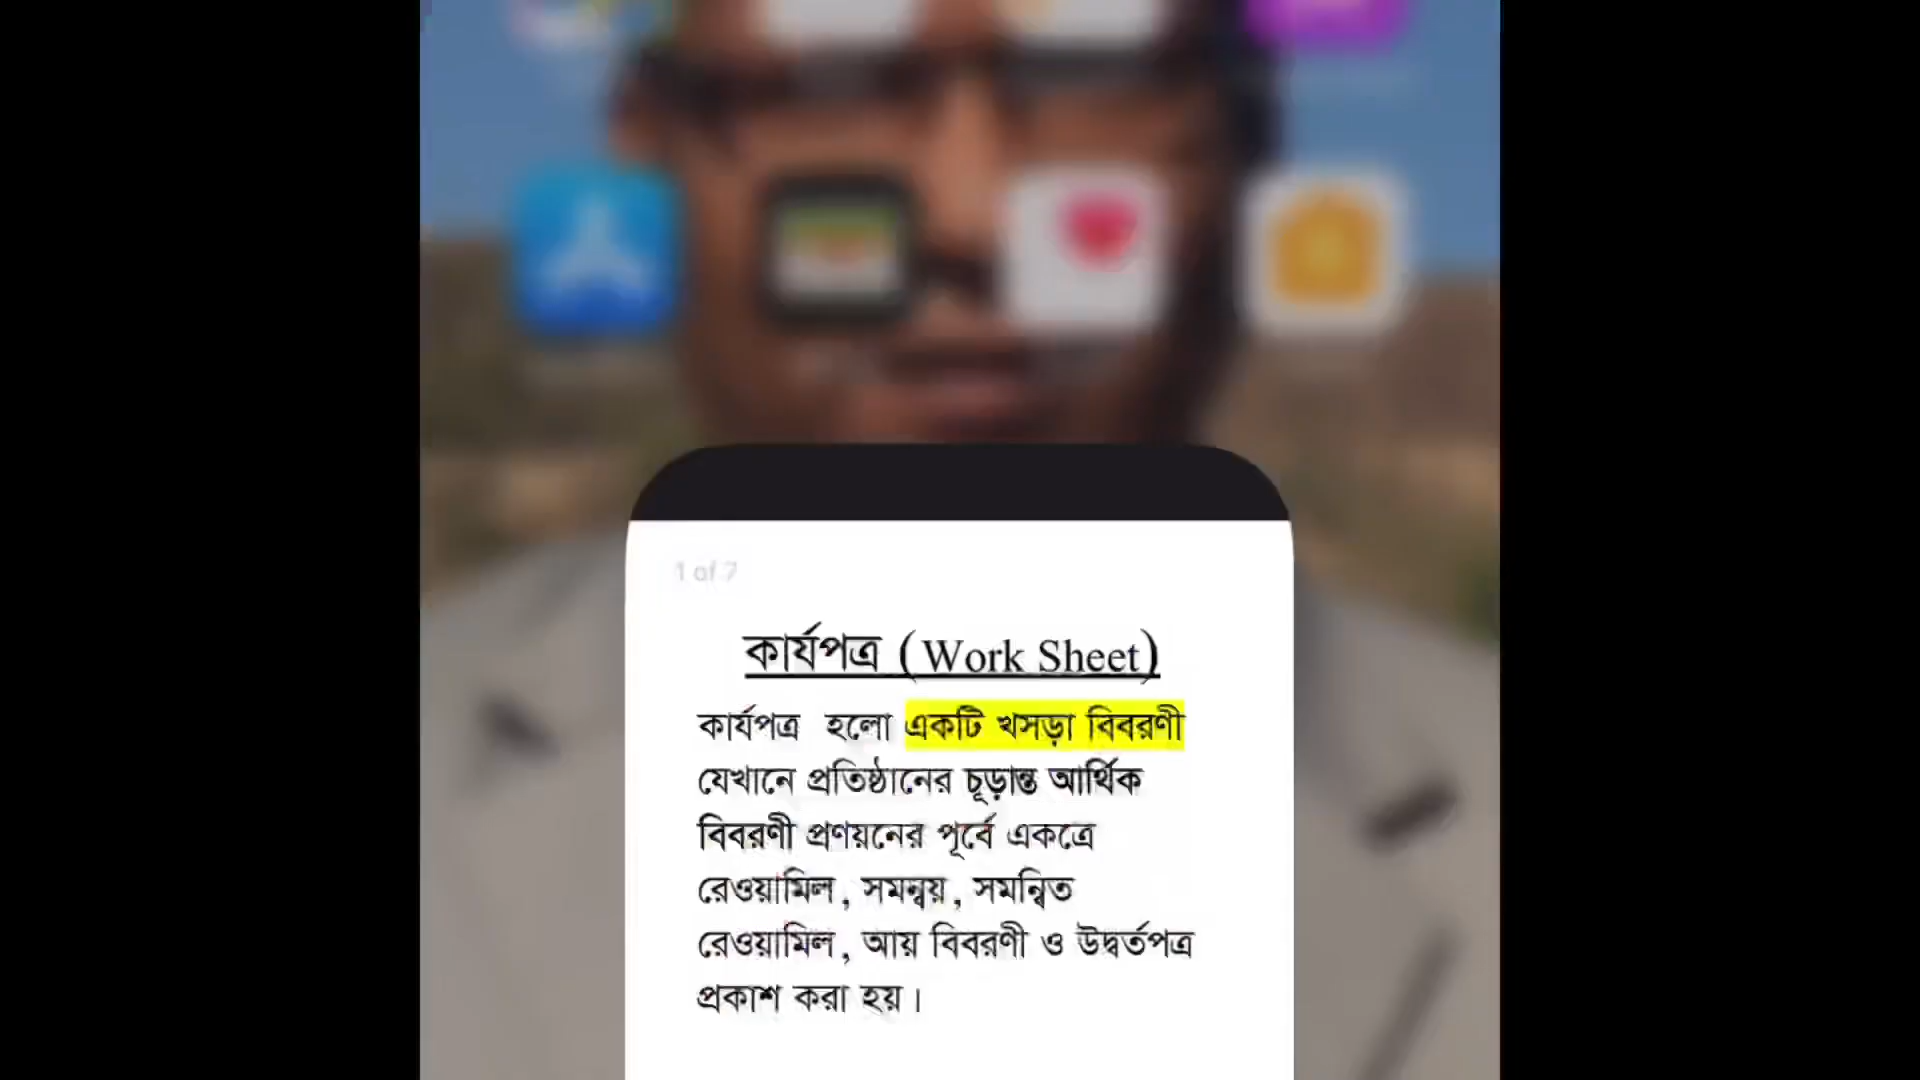 1 of 7
কার্যপত্র (Work Sheet)
কার্যপত্র হলো একটি খসড়া বিবরণী
যেখানে প্রতিষ্ঠানের চূড়ান্ত আর্থিক
বিবরণী প্রণয়নের পূর্বে একত্রে
রেওয়ামিল, সমন্বয়, সমন্বিত
রেওয়ামিল, আয় বিবরণী ও উদ্বর্তপত্র
প্রকাশ করা হয়।